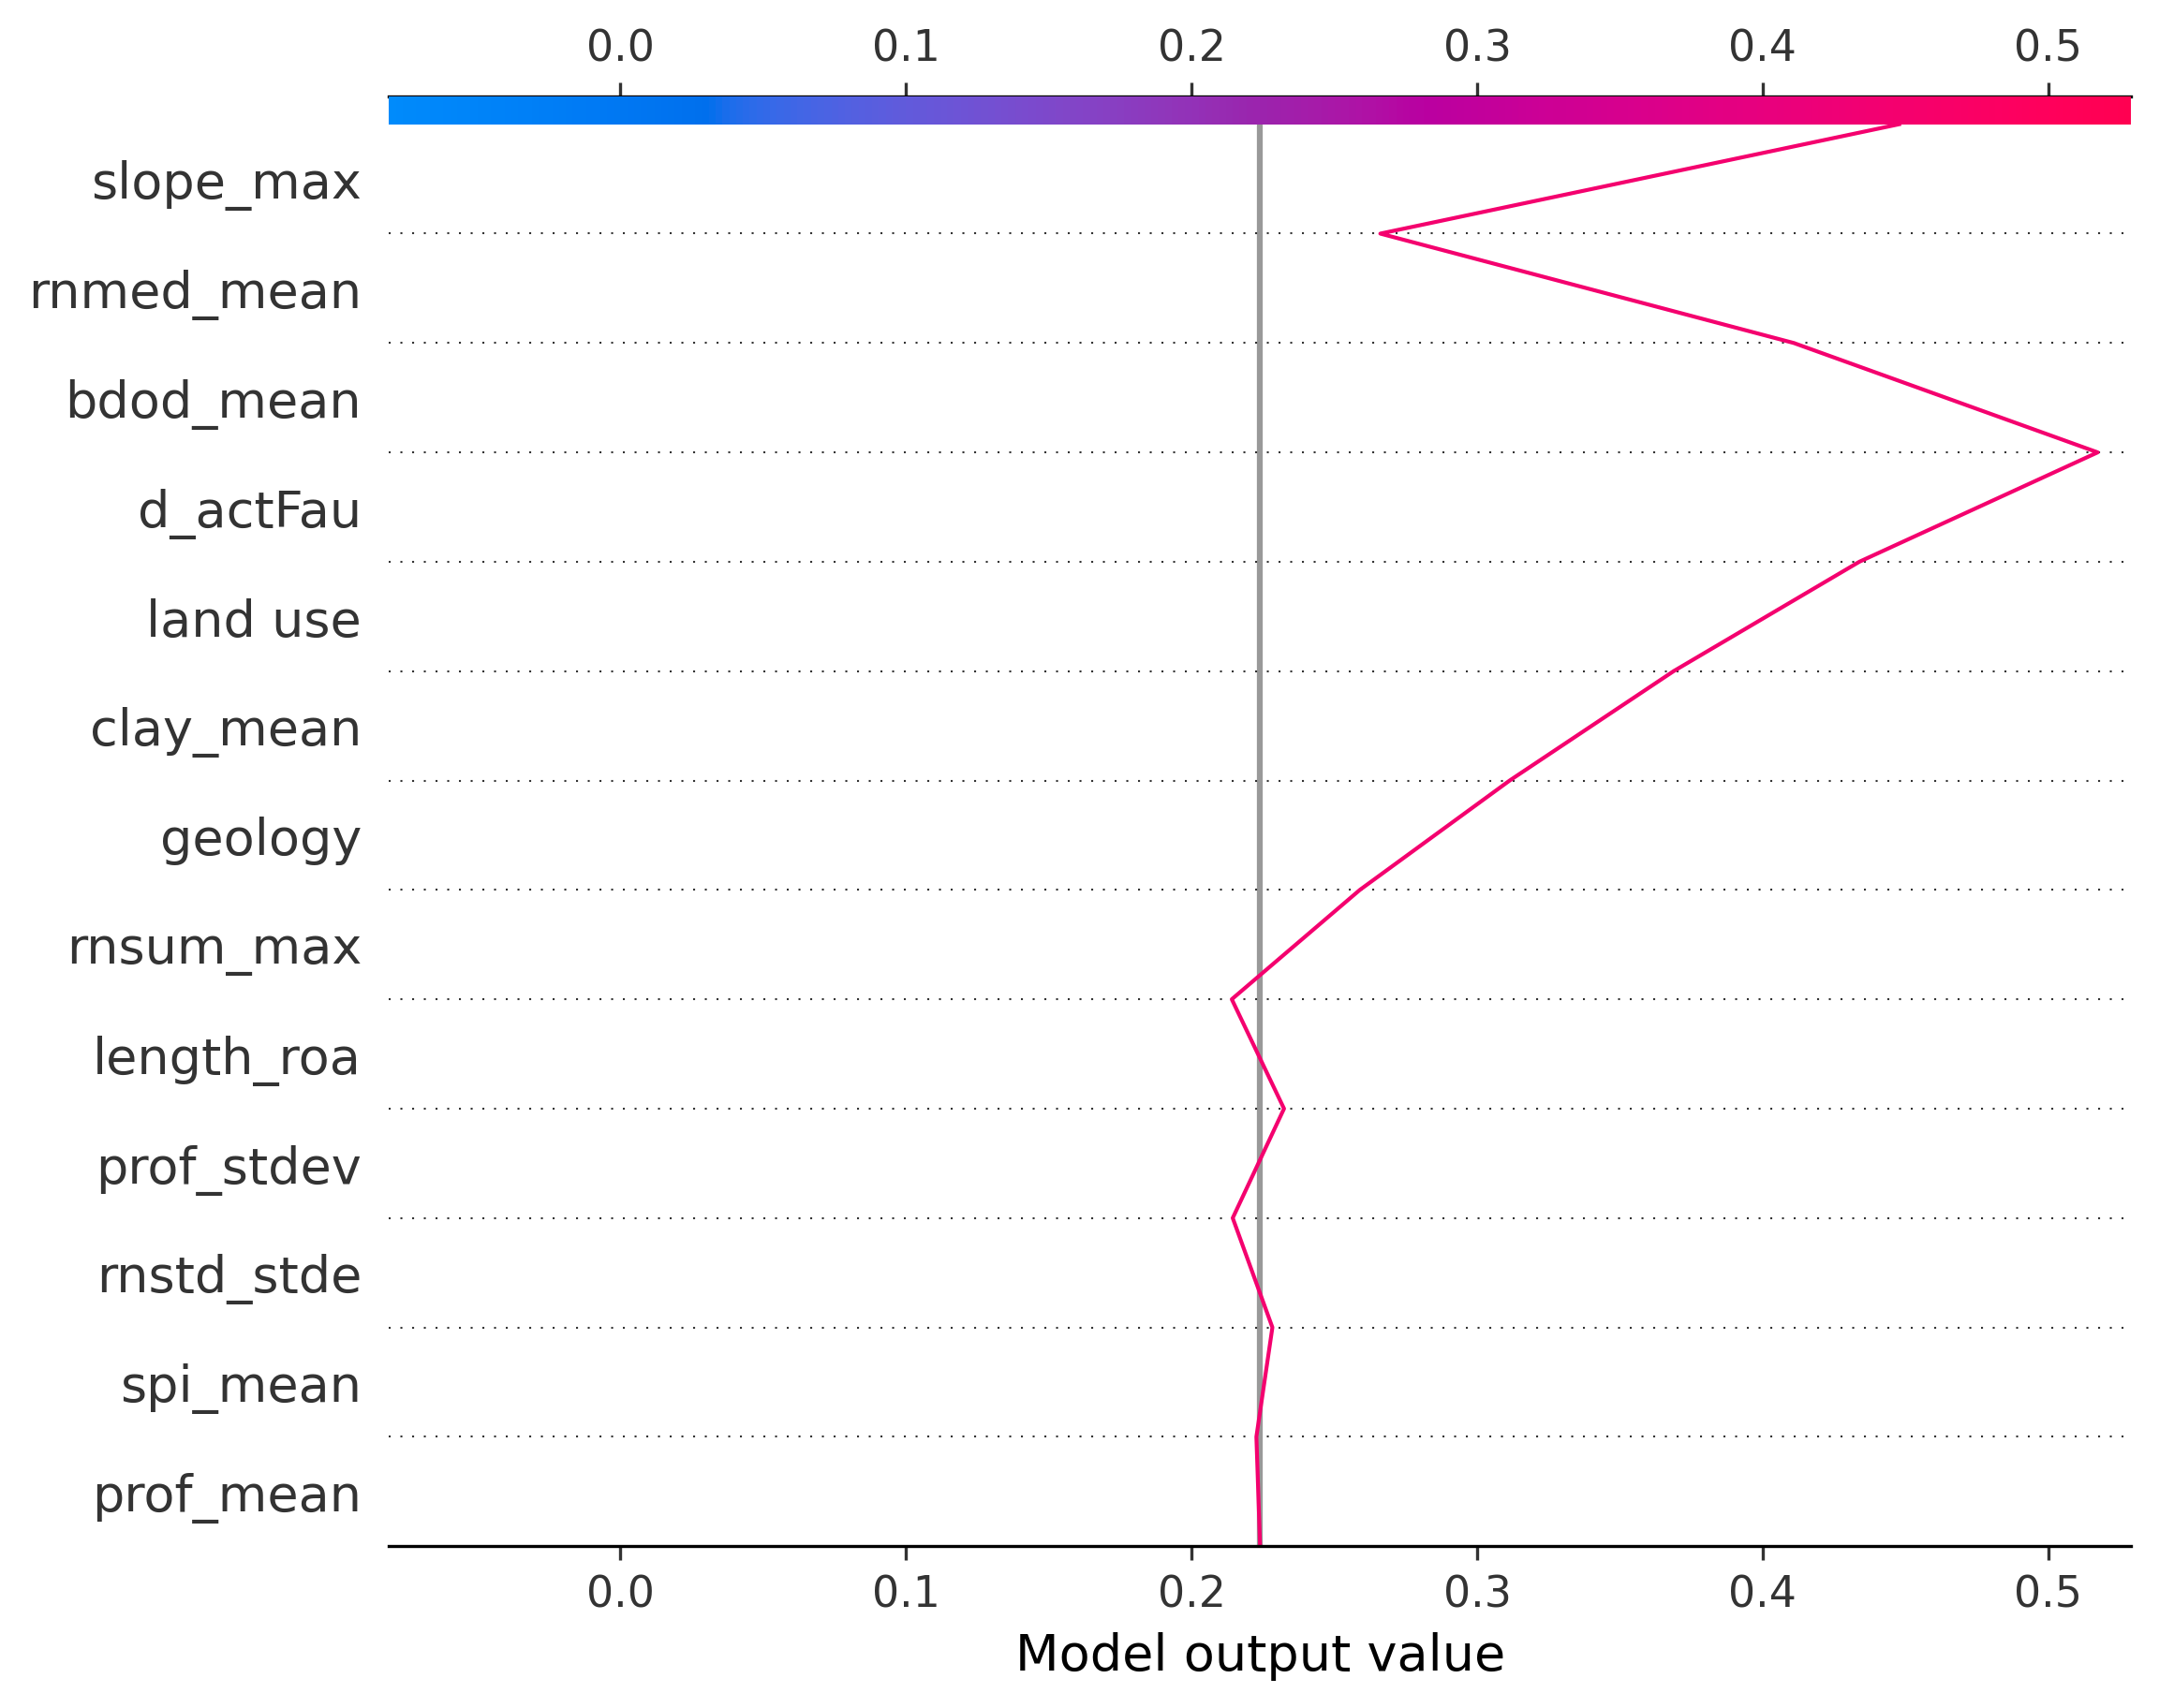 0.0 0.1 0.2 0.3 0.4 0.5
slope_max
rnmed_mean
bdod_mean
d_actFau
land use
clay_mean
geology
rnsum_max
length_roa
prof_stdev
rnstd_stde
spi_mean
prof_mean
0.0 0.1 0.2 0.3 0.4 0.5
Model output value